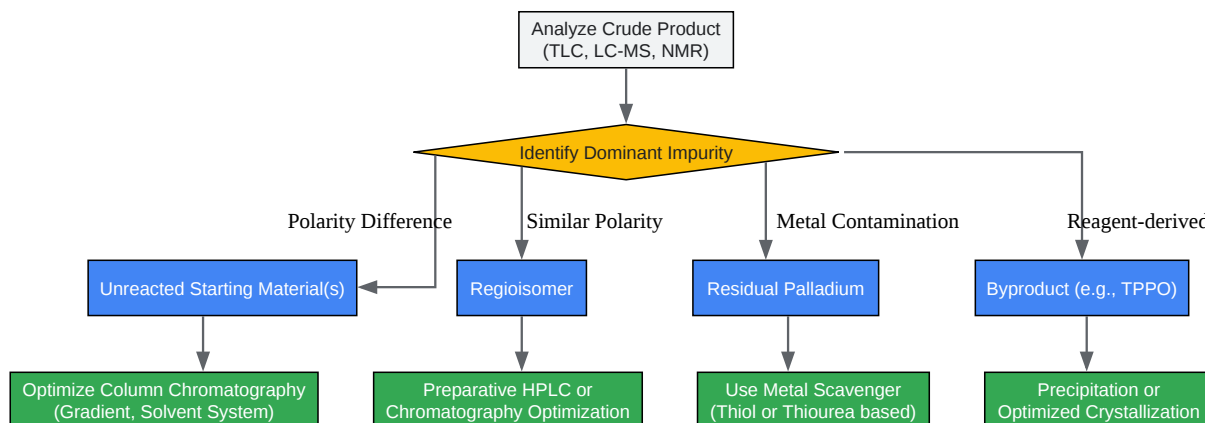 Analyze Crude Product
(TLC, LC-MS, NMR)
Identify Dominant Impurity
Polarity Difference
Similar Polarity
Metal Contamination
Reagent-derived
Unreacted Starting Material(s)
Regioisomer
Residual Palladium
Byproduct (e.g., TPPO)
Optimize Column Chromatography
(Gradient, Solvent System)
Preparative HPLC or
Chromatography Optimization
Use Metal Scavenger
(Thiol or Thiourea based)
Precipitation or
Optimized Crystallization